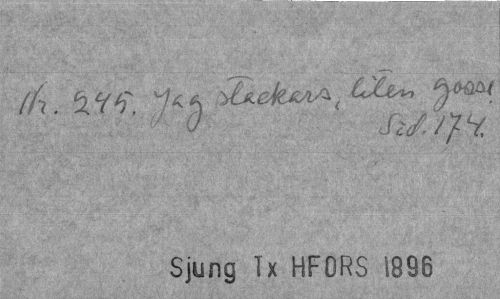 Nr. 245. Jag stackars, liten gosse
Sid. 174.
Sjung Tx HFORS 1896